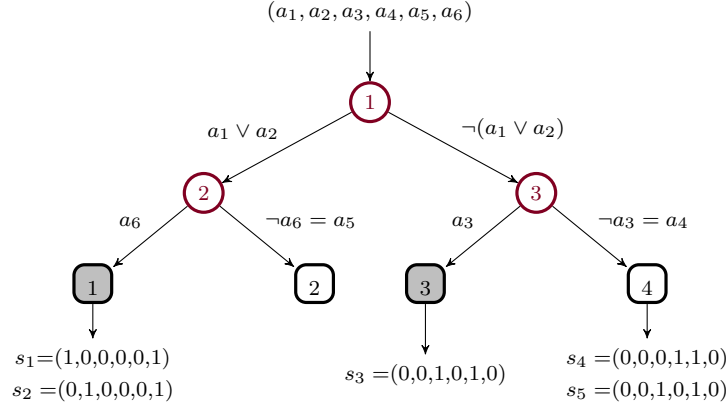 (a₁, a₂, a₃, a₄, a₅, a₆)
1
a₁ ∨ a₂
¬(a₁ ∨ a₂)
2
3
a₆
¬a₆ = a₅
a₃
¬a₃ = a₄
1
2
3
4
s₁=(1,0,0,0,0,1)
s₂ =(0,1,0,0,0,1)
s₃ =(0,0,1,0,1,0)
s₄ =(0,0,0,1,1,0)
s₅ =(0,0,1,0,1,0)